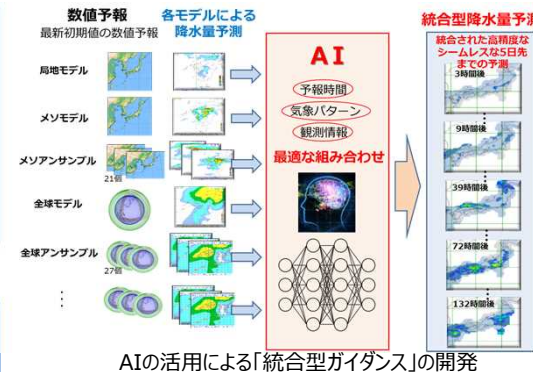 数値予報
最新初期値の数値予報
各モデルによる
降水量予測
局地モデル
メソモデル
メソアンサンブル
21個
全球モデル
全球アンサンブル
27個
⋮
AI
予報時間
気象パターン
観測情報
最適な組み合わせ
統合型降水量予測
統合された高精度な
シームレスな5日先
までの予測
3時間後
9時間後
39時間後
72時間後
132時間後
AIの活用による「統合型ガイダンス」の開発